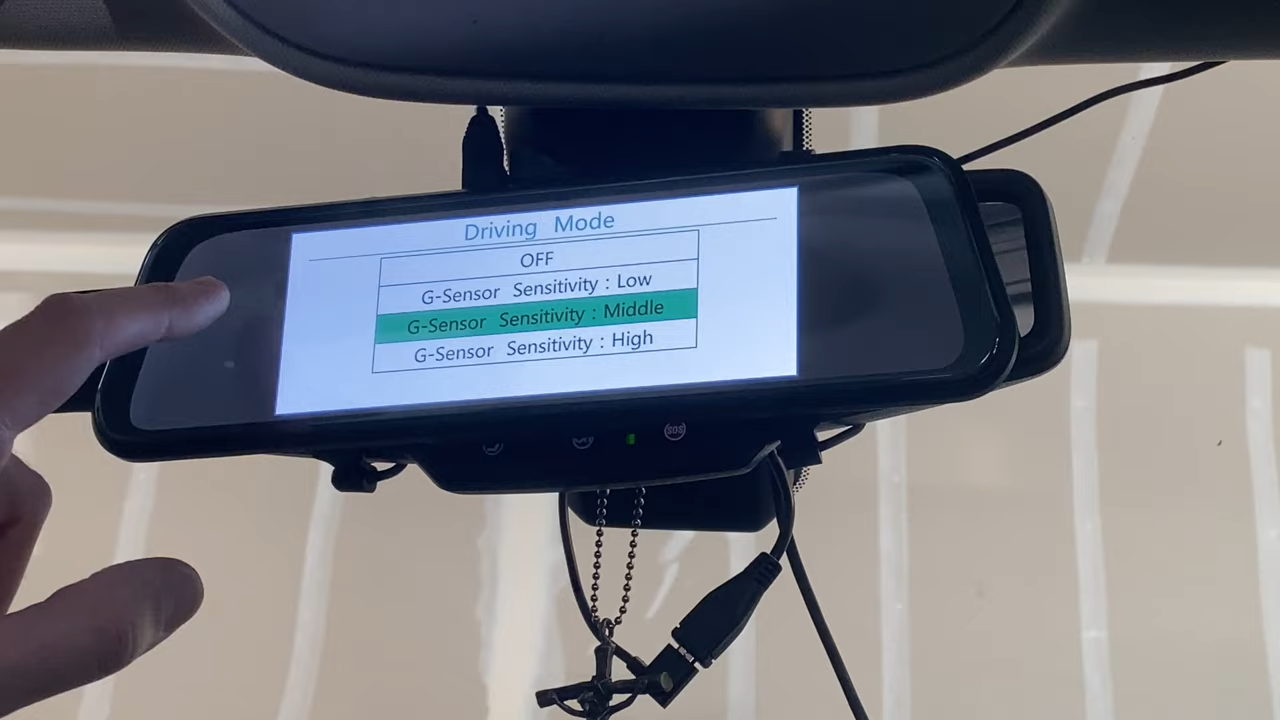 Driving Mode
OFF
G-Sensor Sensitivity : Low
G-Sensor Sensitivity : Middle
G-Sensor Sensitivity : High
SOS